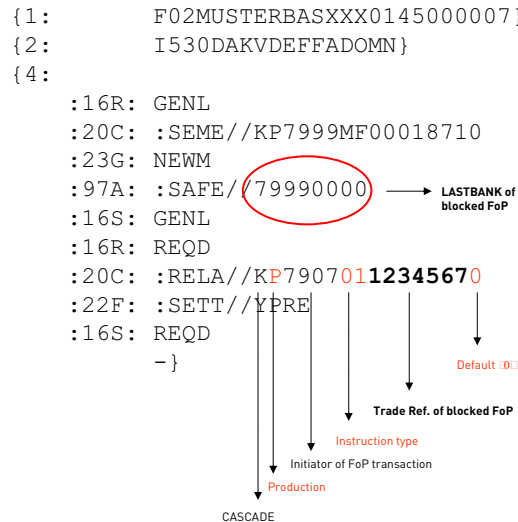 {1: F02MUSTERBASXXX0145000007}
{2: I530DAKVDEFFADOMN}
{4:
:16R: GENL
:20C: :SEME//KP7999MF00018710
:23G: NEWM
:97A: :SAFE//79990000
LASTBANK of
blocked FoP
:16S: GENL
:16R: REQD
:20C: :RELA//KP79070112345670
:22F: :SETT//YPRE
:16S: REQD
-}
Default 0
Trade Ref. of blocked FoP
Instruction type
Initiator of FoP transaction
Production
CASCADE